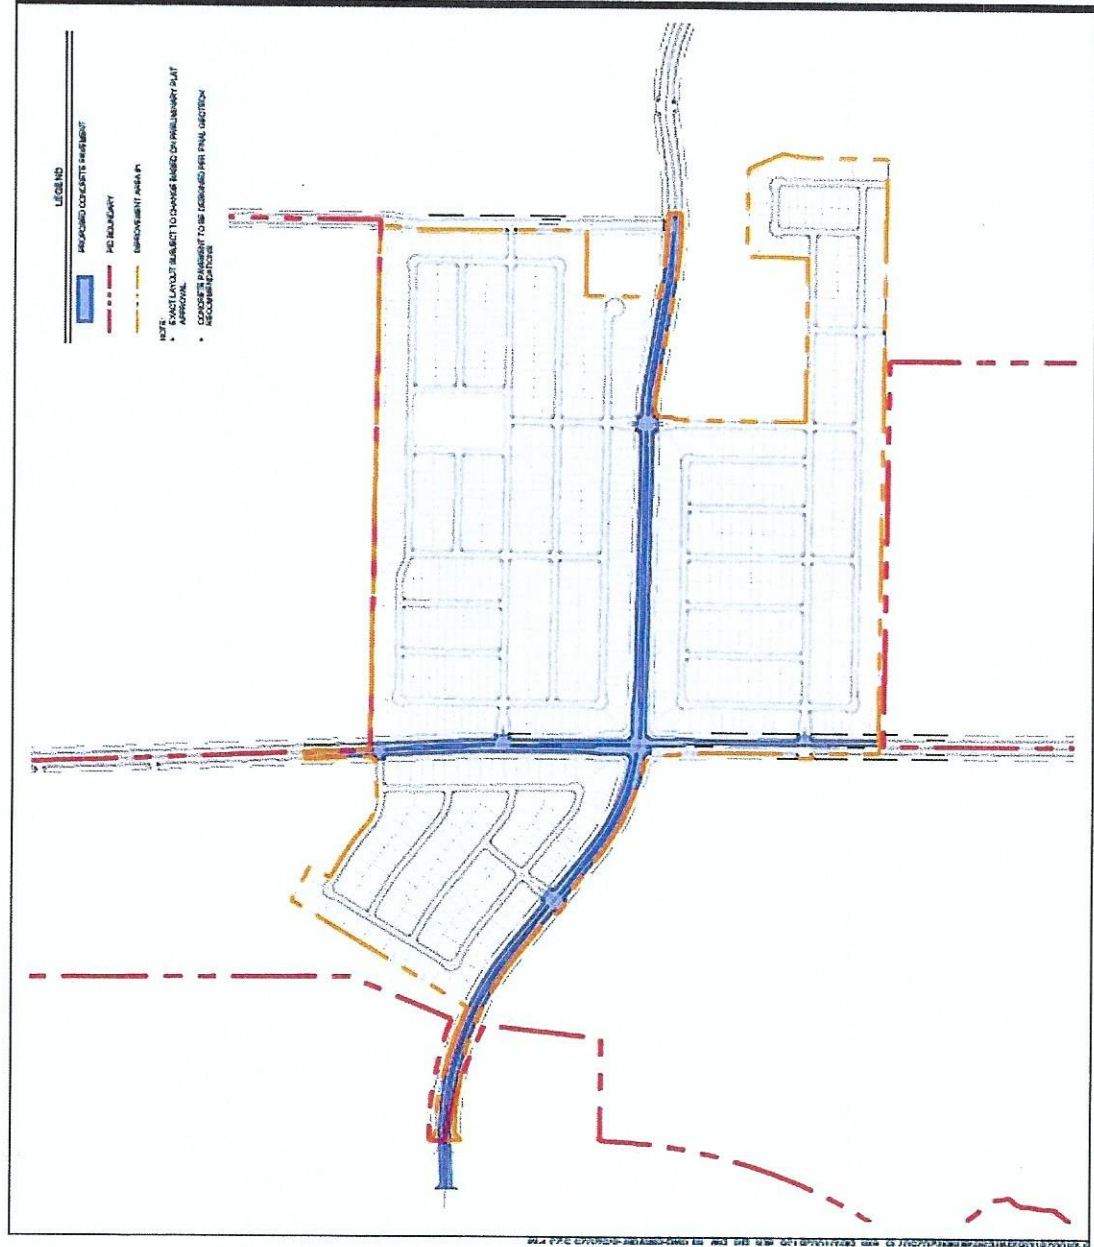 LEGEND
PROPOSED CONCRETE PAVEMENT
PID BOUNDARY
IMPROVEMENT AREA #1
NOTE:
• EXACT LAYOUT SUBJECT TO CHANGE BASED ON PRELIMINARY PLAT
APPROVAL.
• CONCRETE PAVEMENT TO BE DESIGNED PER FINAL GEOTECH
RECOMMENDATIONS